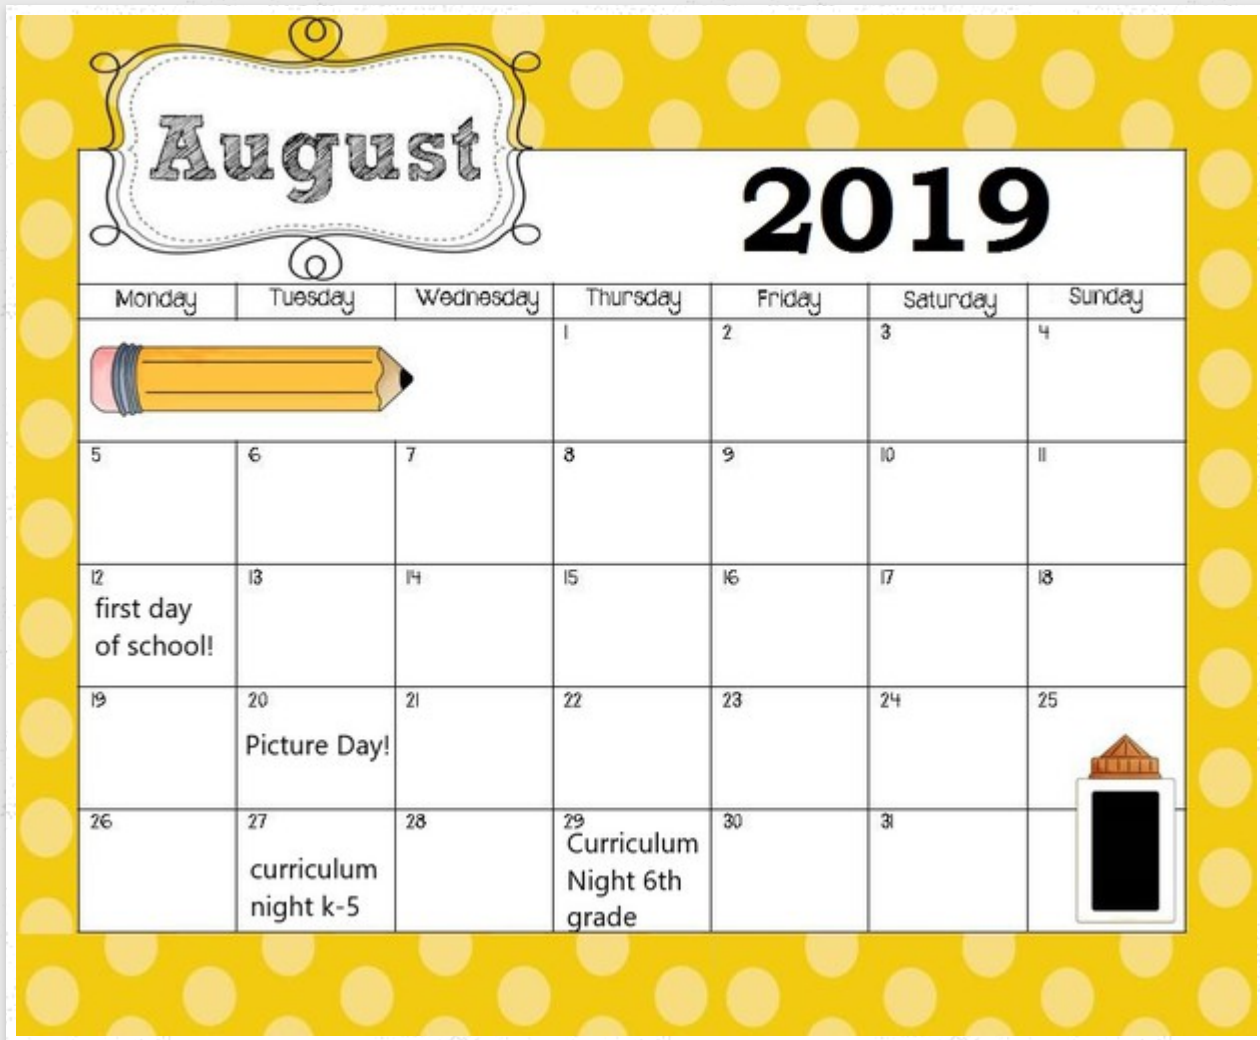 August
2019
Monday Tuesday Wednesday Thursday Friday Saturday Sunday
1 2 3 4
5 6 7 8 9 10 11
12 13 14 15 16 17 18
first day
of school!
19 20 21 22 23 24 25
Picture Day!
26 27 28 29 30 31
curriculum
night k-5
Curriculum
Night 6th
grade